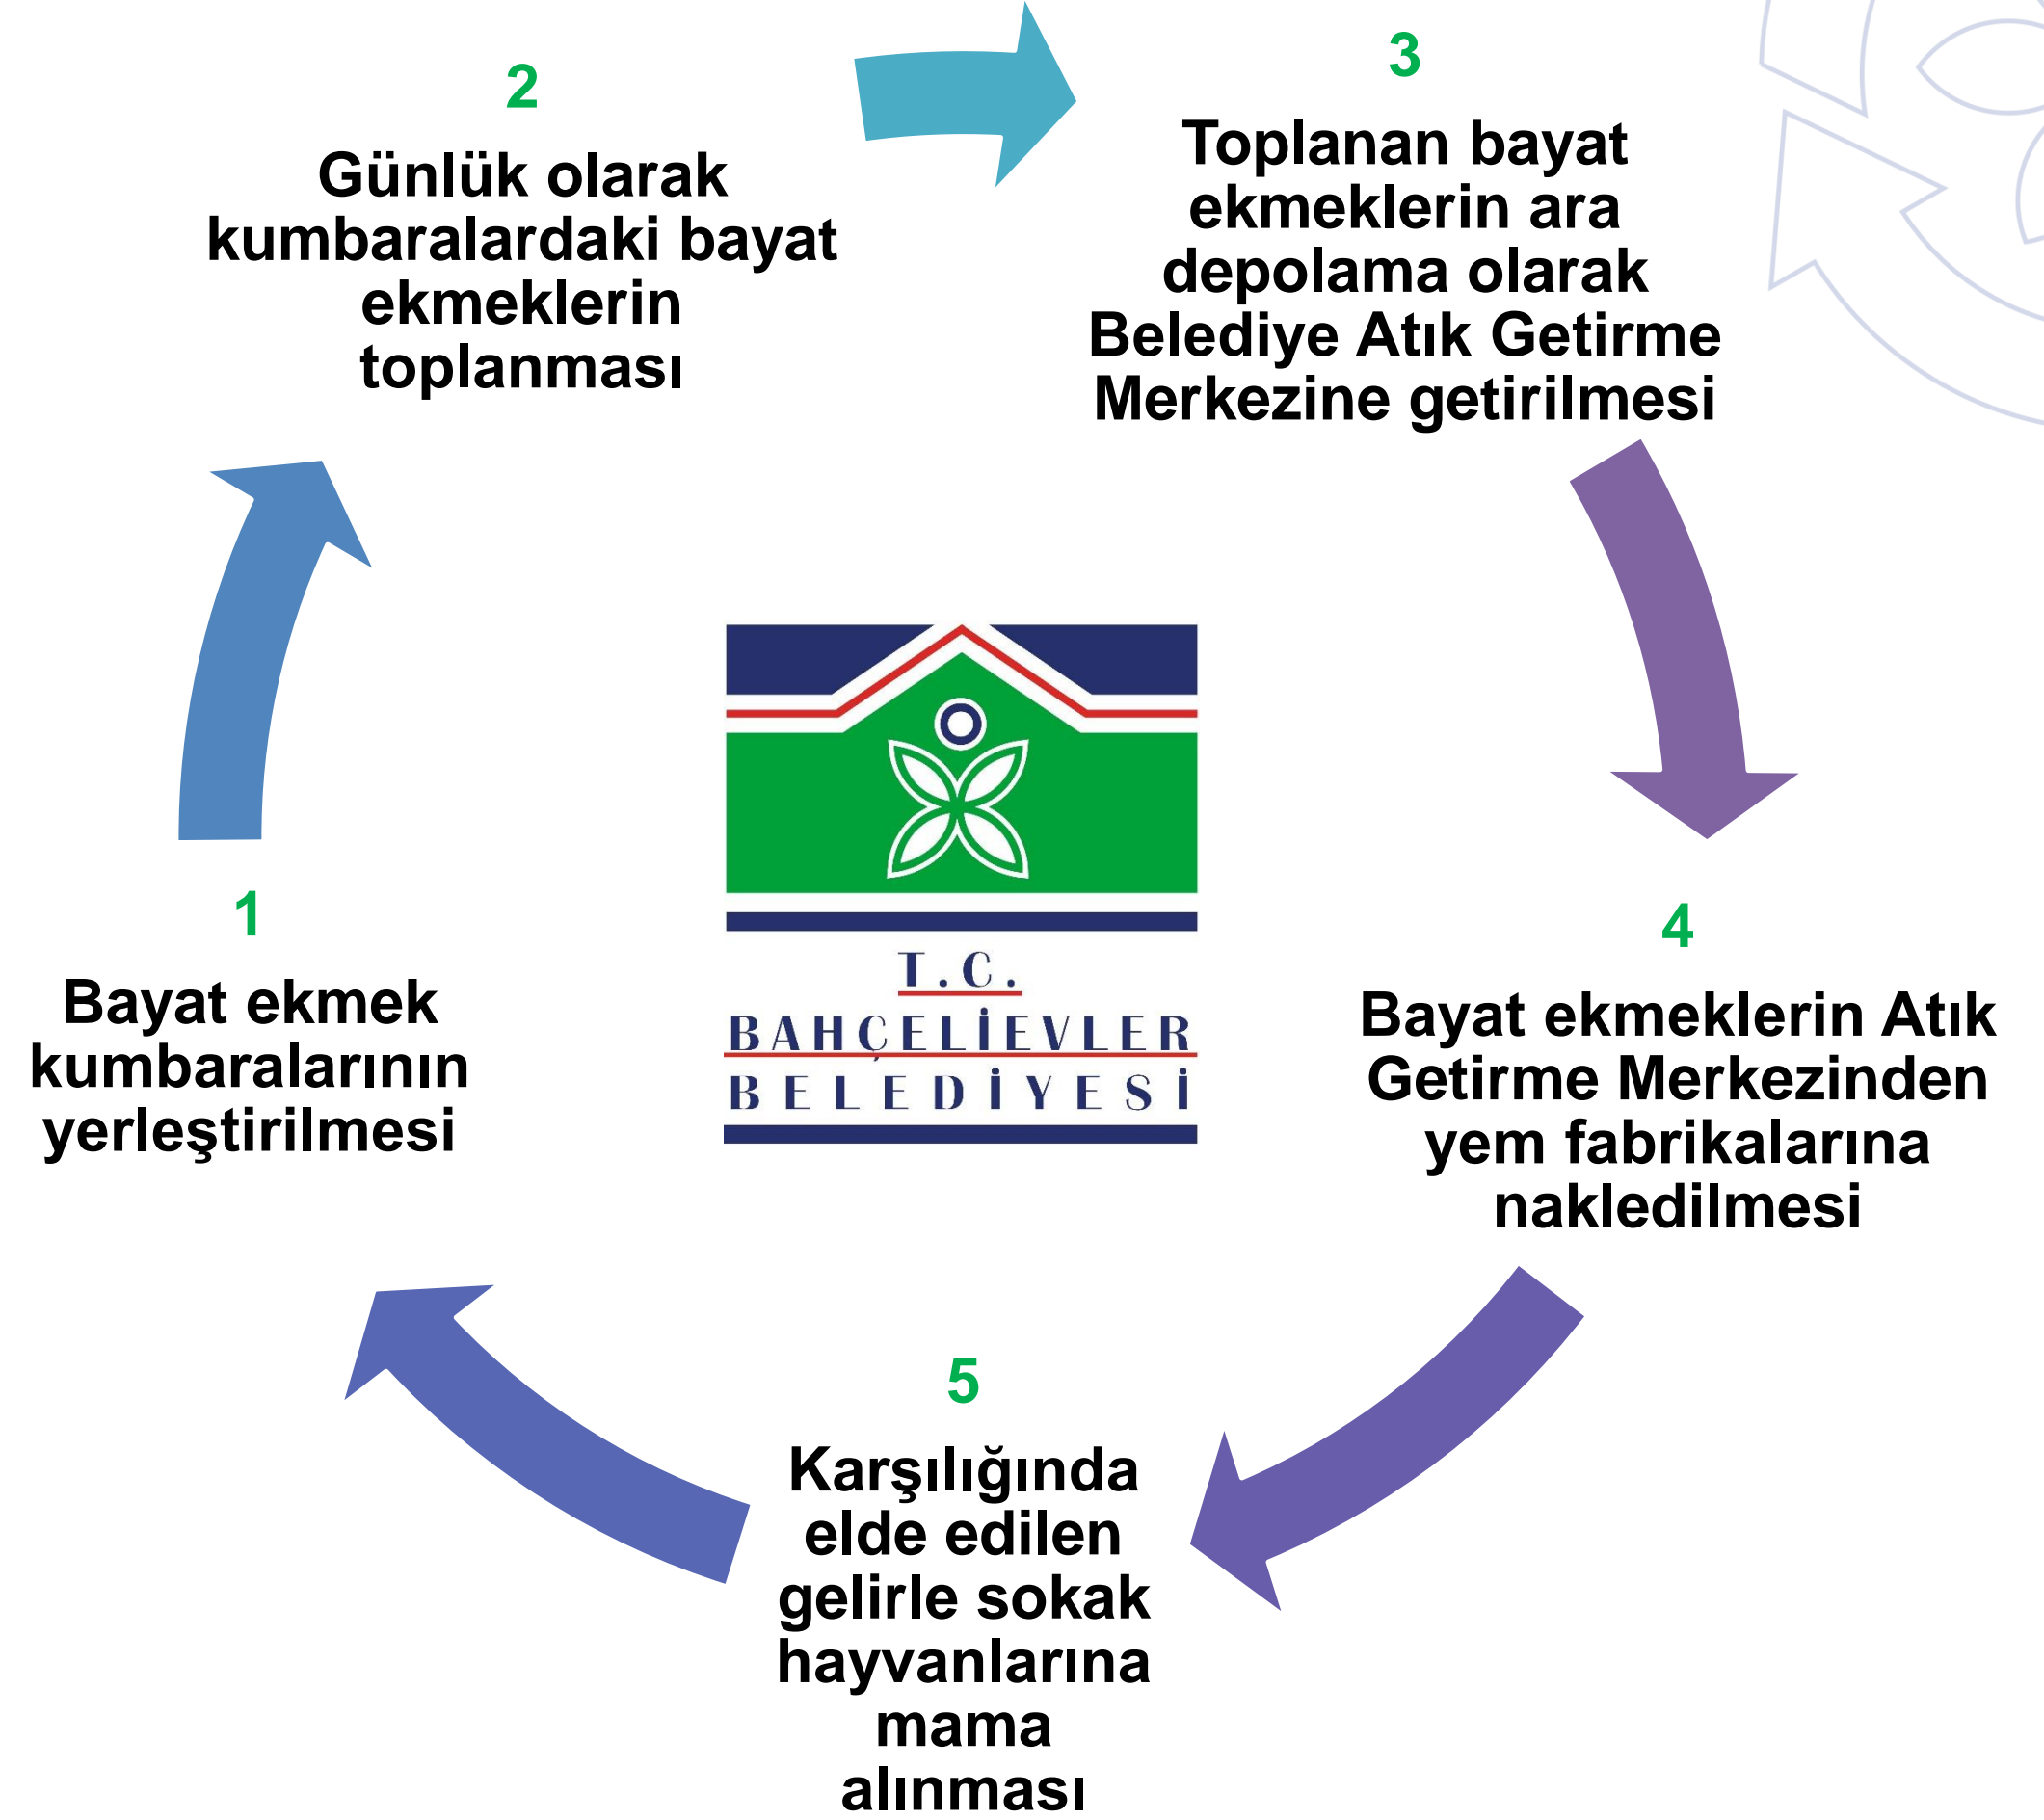 1
Bayat ekmek
kumbaralarının
yerleştirilmesi
2
Günlük olarak
kumbaralardaki bayat
ekmeklerin
toplanması
3
Toplanan bayat
ekmeklerin ara
depolama olarak
Belediye Atık Getirme
Merkezine getirilmesi
4
Bayat ekmeklerin Atık
Getirme Merkezinden
yem fabrikalarına
nakledilmesi
5
Karşılığında
elde edilen
gelirle sokak
hayvanlarına
mama
alınması
T.C.
BAHÇELİEVLER
BELEDİYESİ